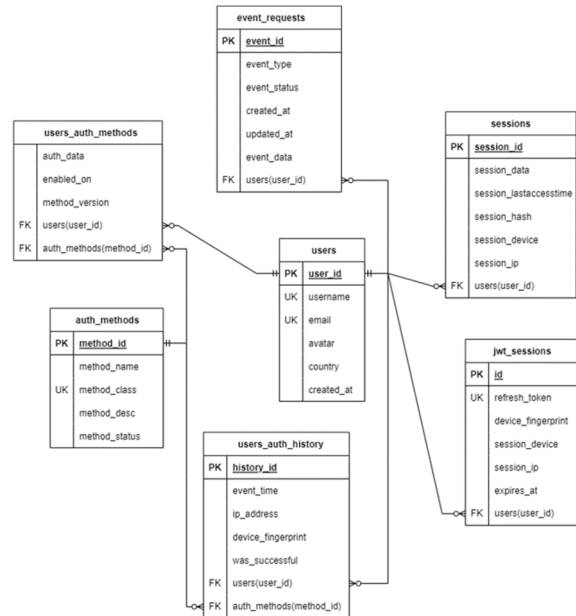 event_requests
PK event_id
event_type
event_status
created_at
updated_at
event_data
FK users(user_id)
users_auth_methods
auth_data
enabled_on
method_version
FK users(user_id)
FK auth_methods(method_id)
sessions
PK session_id
session_data
session_lastaccesstime
session_hash
session_device
session_ip
FK users(user_id)
users
PK user_id
UK username
UK email
avatar
country
created_at
auth_methods
PK method_id
method_name
UK method_class
method_desc
method_status
jwt_sessions
PK id
UK refresh_token
device_fingerprint
session_device
session_ip
expires_at
FK users(user_id)
users_auth_history
PK history_id
event_time
ip_address
device_fingerprint
was_successful
FK users(user_id)
FK auth_methods(method_id)